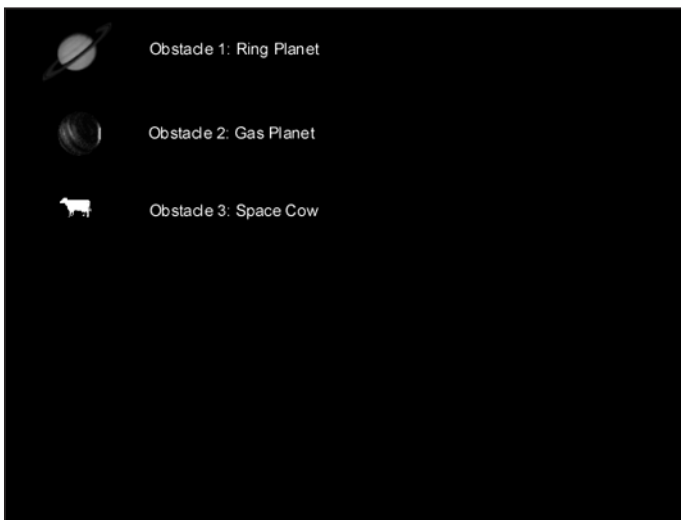 Obstacle 1: Ring Planet
Obstacle 2: Gas Planet
Obstacle 3: Space Cow